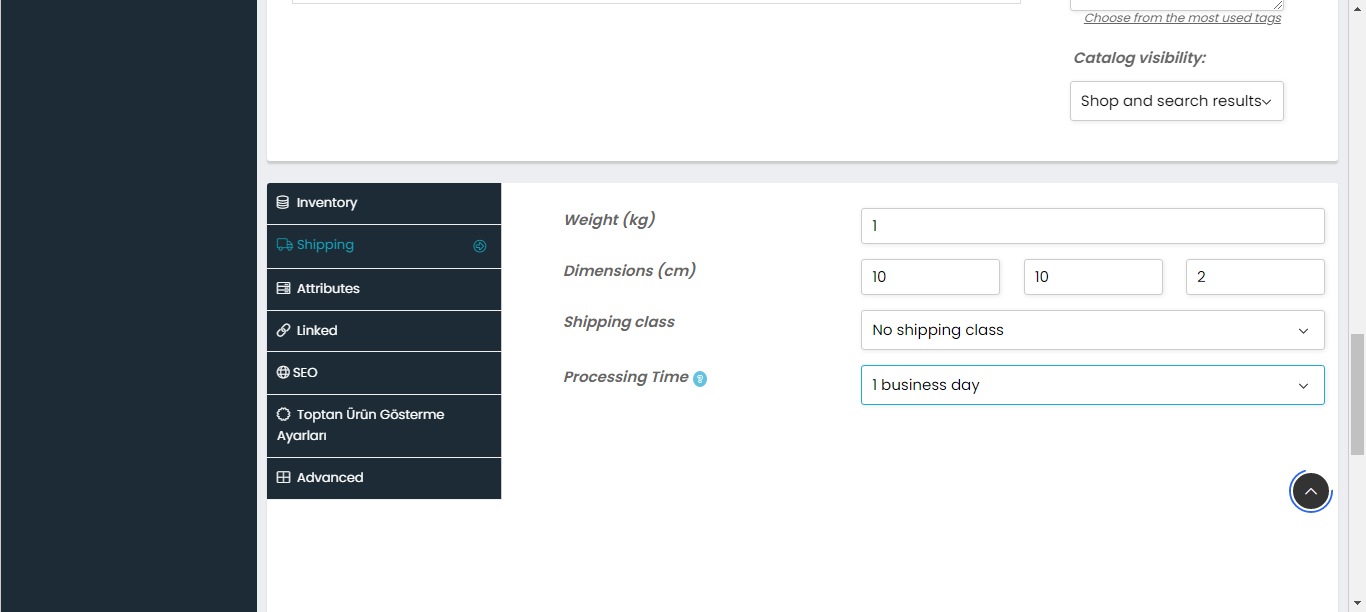 Choose from the most used tags
Catalog visibility:
Shop and search results
Inventory
Shipping
Attributes
Linked
SEO
Toptan Ürün Gösterme
Ayarları
Advanced
Weight (kg)
1
Dimensions (cm)
10 10 2
Shipping class
No shipping class
Processing Time
1 business day